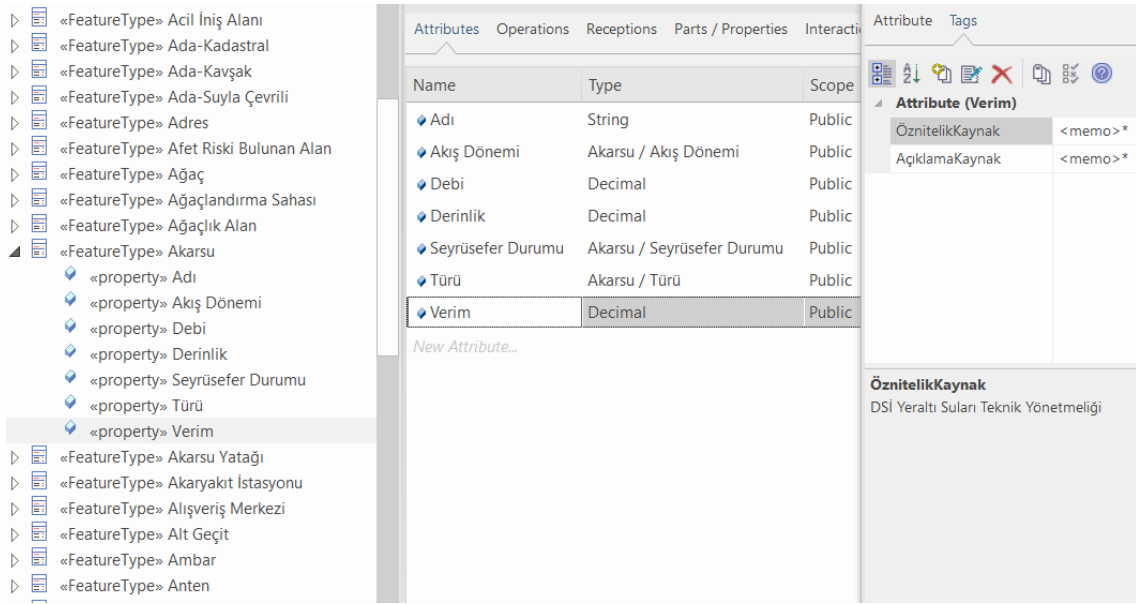 «FeatureType» Acil İniş Alanı
«FeatureType» Ada-Kadastral
«FeatureType» Ada-Kavşak
«FeatureType» Ada-Suyla Çevrili
«FeatureType» Adres
«FeatureType» Afet Riski Bulunan Alan
«FeatureType» Ağaç
«FeatureType» Ağaçlandırma Sahası
«FeatureType» Ağaçlık Alan
«FeatureType» Akarsu
«property» Adı
«property» Akış Dönemi
«property» Debi
«property» Derinlik
«property» Seyrüsefer Durumu
«property» Türü
«property» Verim
«FeatureType» Akarsu Yatağı
«FeatureType» Akaryakıt İstasyonu
«FeatureType» Alışveriş Merkezi
«FeatureType» Alt Geçit
«FeatureType» Ambar
«FeatureType» Anten
Attributes Operations Receptions Parts / Properties Interacti
Name Type Scope
Adı String Public
Akış Dönemi Akarsu / Akış Dönemi Public
Debi Decimal Public
Derinlik Decimal Public
Seyrüsefer Durumu Akarsu / Seyrüsefer Durumu Public
Türü Akarsu / Türü Public
Verim Decimal Public
New Attribute...
Attribute Tags
Attribute (Verim)
ÖznitelikKaynak <memo>*
AçıklamaKaynak <memo>*
ÖznitelikKaynak
DSİ Yeraltı Suları Teknik Yönetmeliği